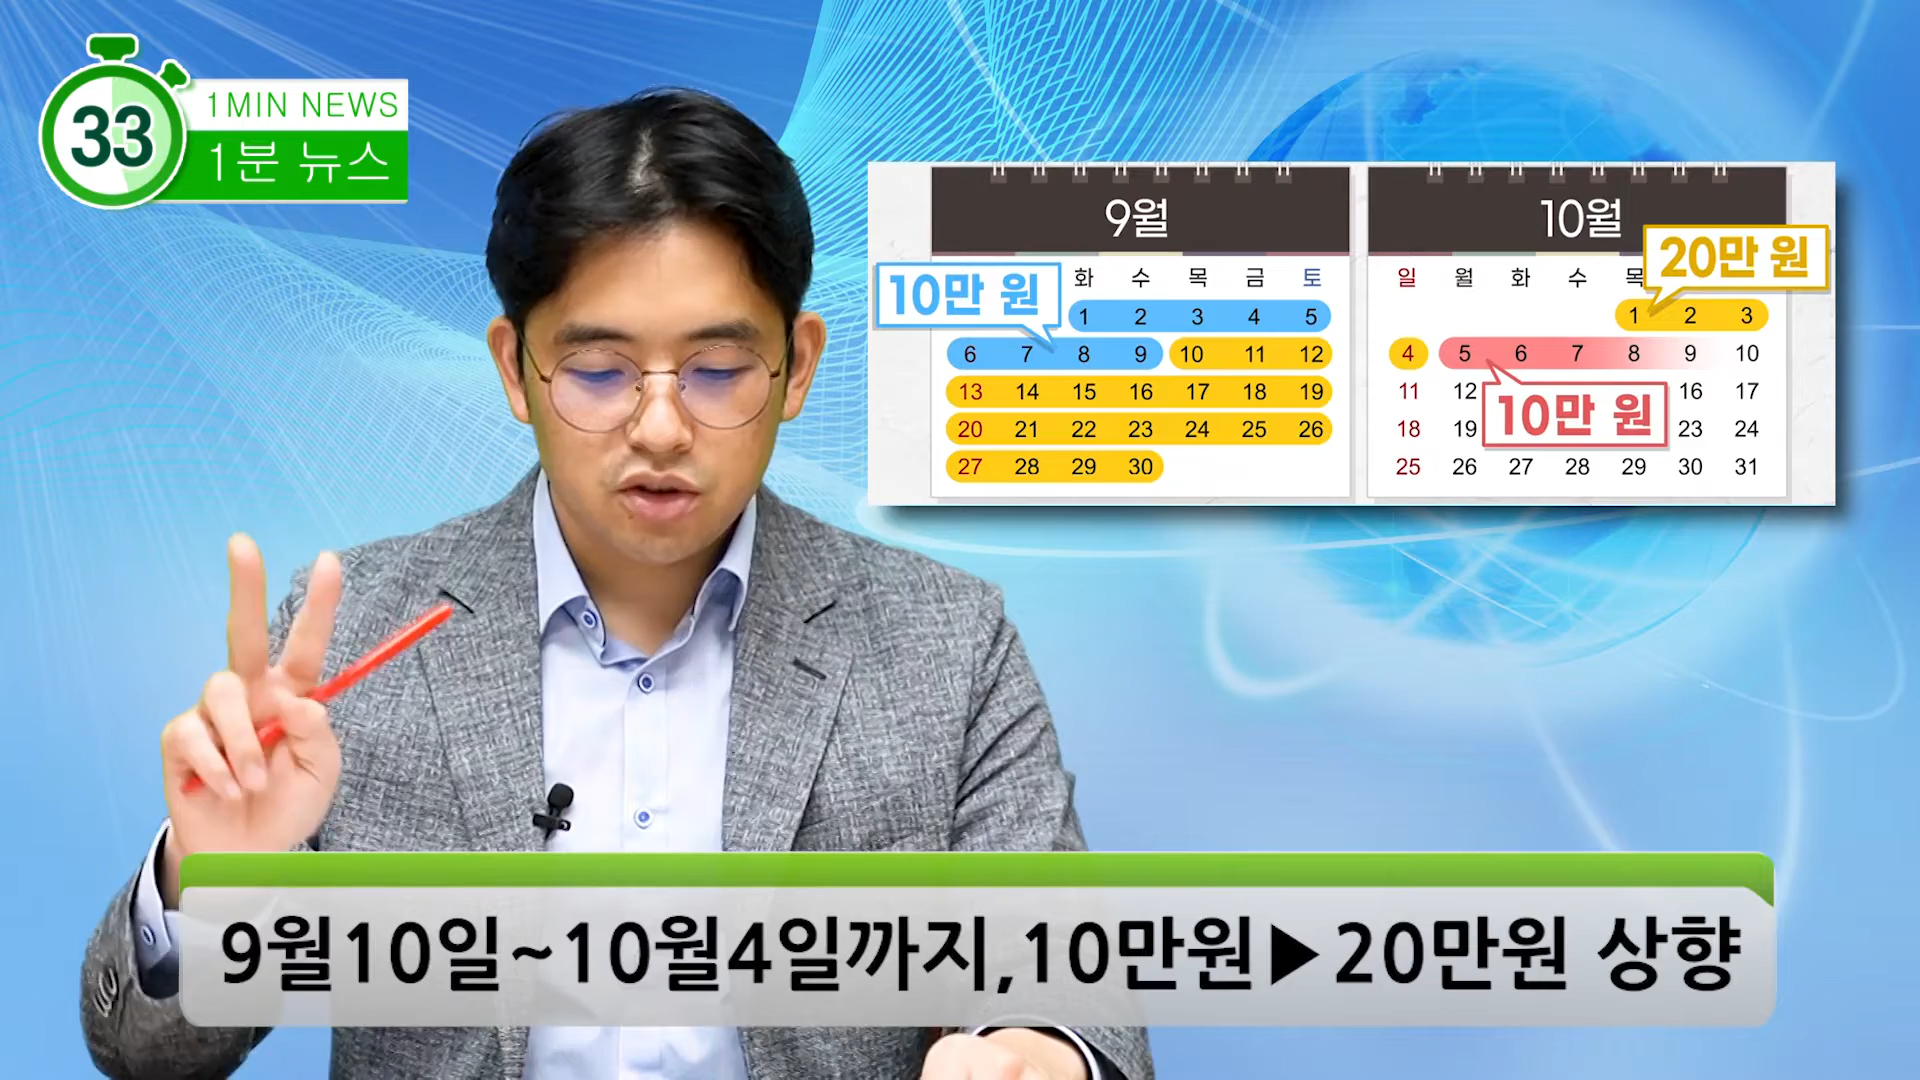 33
1MIN NEWS
1분 뉴스
9월
10만 원
화 수 목 금 토
1 2 3 4 5
6 7 8 9 10 11 12
13 14 15 16 17 18 19
20 21 22 23 24 25 26
27 28 29 30
10월
20만 원
일 월 화 수 목
1 2 3
4 5 6 7 8 9 10
11 12 16 17
10만 원
18 19 23 24
25 26 27 28 29 30 31
9월10일~10월4일까지,10만원▶20만원 상향